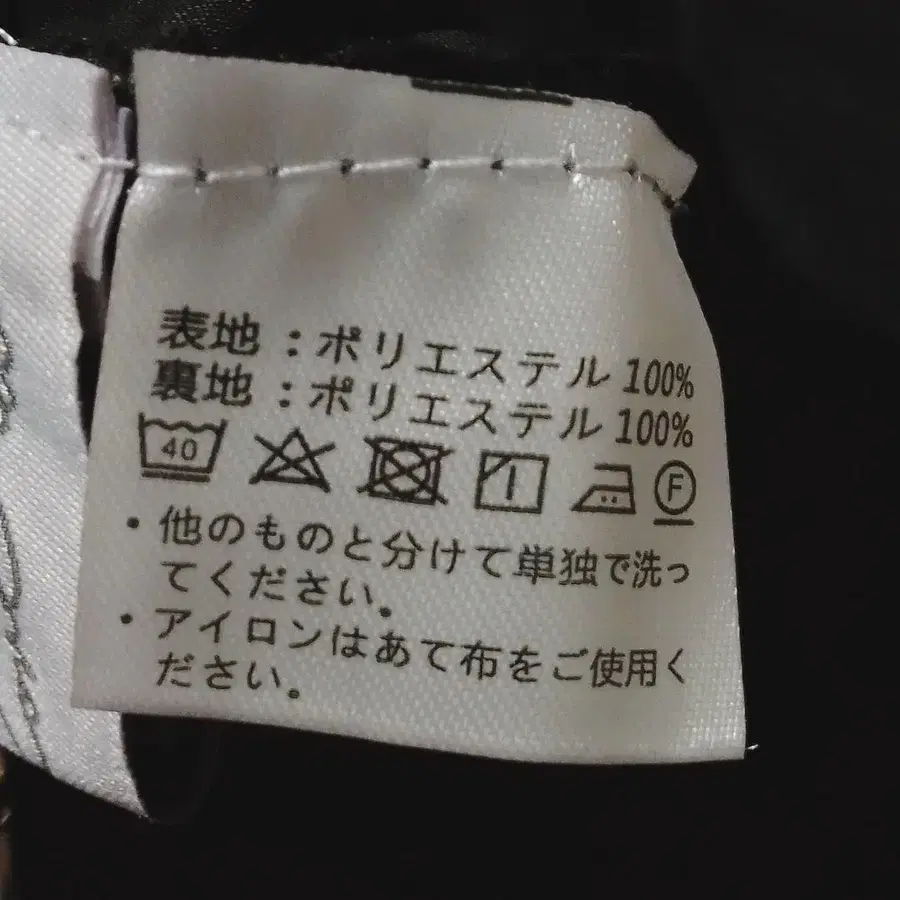 表地:ポリエステル 100%
裏地:ポリエステル 100%
40 F
・他のものと分けて単独で洗っ
てください。
・アイロンはあて布をご使用く
ださい。